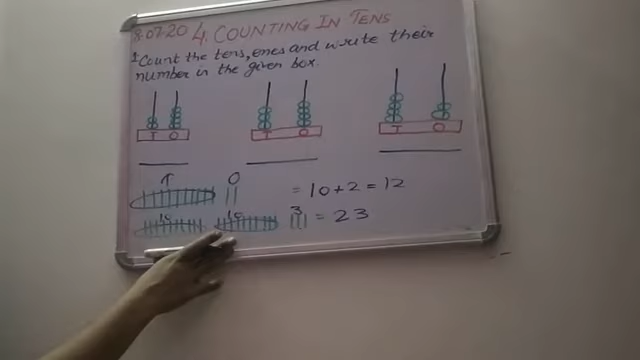 8.07.20 4. COUNTING IN TENS
1 Count the tens, ones and write their
number in the given box.
T O T O T O
T O
= 10+2 = 12
10 10 3 = 23